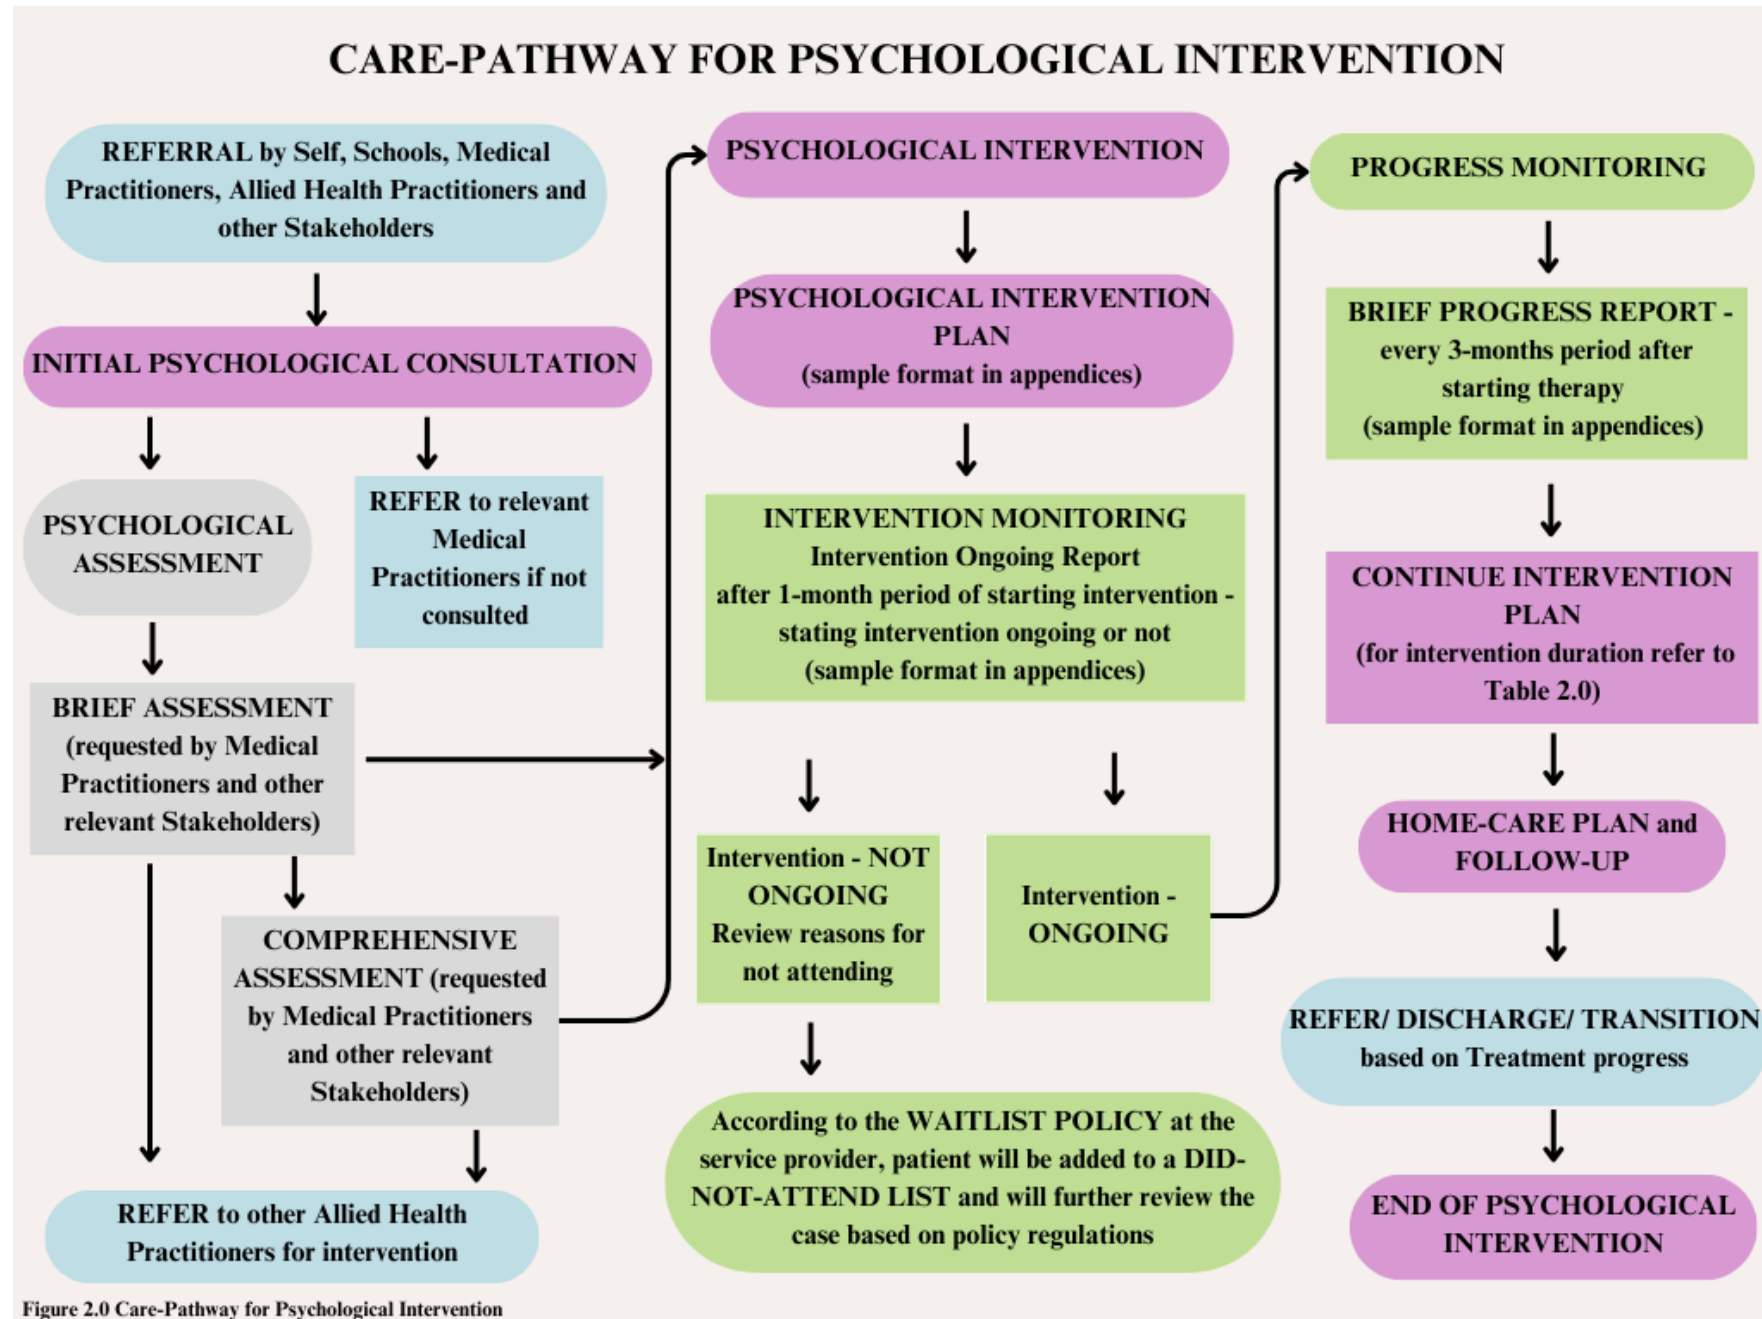 CARE-PATHWAY FOR PSYCHOLOGICAL INTERVENTION
REFERRAL by Self, Schools, Medical
Practitioners, Allied Health Practitioners and
other Stakeholders
INITIAL PSYCHOLOGICAL CONSULTATION
PSYCHOLOGICAL
ASSESSMENT
REFER to relevant
Medical
Practitioners if not
consulted
BRIEF ASSESSMENT
(requested by Medical
Practitioners and other
relevant Stakeholders)
COMPREHENSIVE
ASSESSMENT (requested
by Medical Practitioners
and other relevant
Stakeholders)
REFER to other Allied Health
Practitioners for intervention
PSYCHOLOGICAL INTERVENTION
PSYCHOLOGICAL INTERVENTION
PLAN
(sample format in appendices)
INTERVENTION MONITORING
Intervention Ongoing Report
after 1-month period of starting intervention -
stating intervention ongoing or not
(sample format in appendices)
Intervention - NOT
ONGOING
Review reasons for
not attending
Intervention -
ONGOING
According to the WAITLIST POLICY at the
service provider, patient will be added to a DID-
NOT-ATTEND LIST and will further review the
case based on policy regulations
PROGRESS MONITORING
BRIEF PROGRESS REPORT -
every 3-months period after
starting therapy
(sample format in appendices)
CONTINUE INTERVENTION
PLAN
(for intervention duration refer to
Table 2.0)
HOME-CARE PLAN and
FOLLOW-UP
REFER/ DISCHARGE/ TRANSITION
based on Treatment progress
END OF PSYCHOLOGICAL
INTERVENTION
Figure 2.0 Care-Pathway for Psychological Intervention